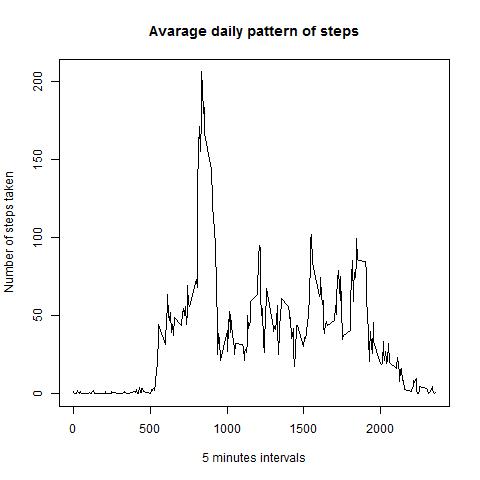 Avarage daily pattern of steps
Number of steps taken
200
150
100
50
0
0 500 1000 1500 2000
5 minutes intervals